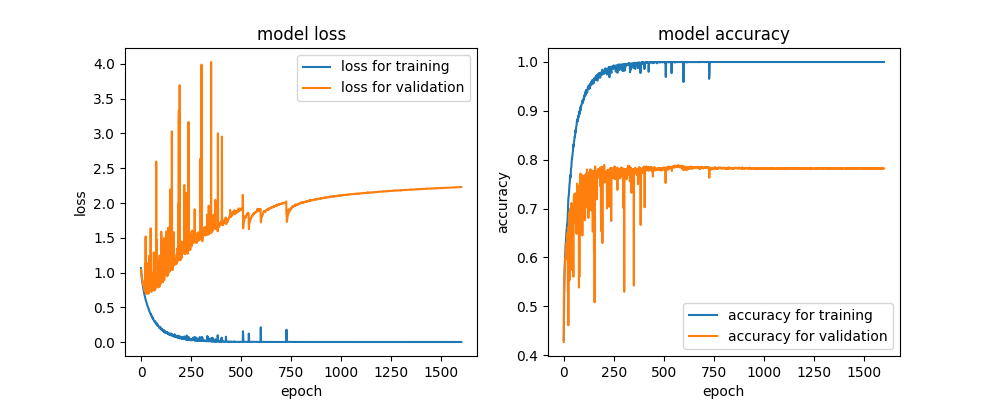 model loss
4.0
3.5
3.0
2.5
2.0
1.5
1.0
0.5
0.0
loss
loss for training
loss for validation
0 250 500 750 1000 1250 1500
epoch
model accuracy
1.0
0.9
0.8
0.7
0.6
0.5
0.4
accuracy
accuracy for training
accuracy for validation
0 250 500 750 1000 1250 1500
epoch